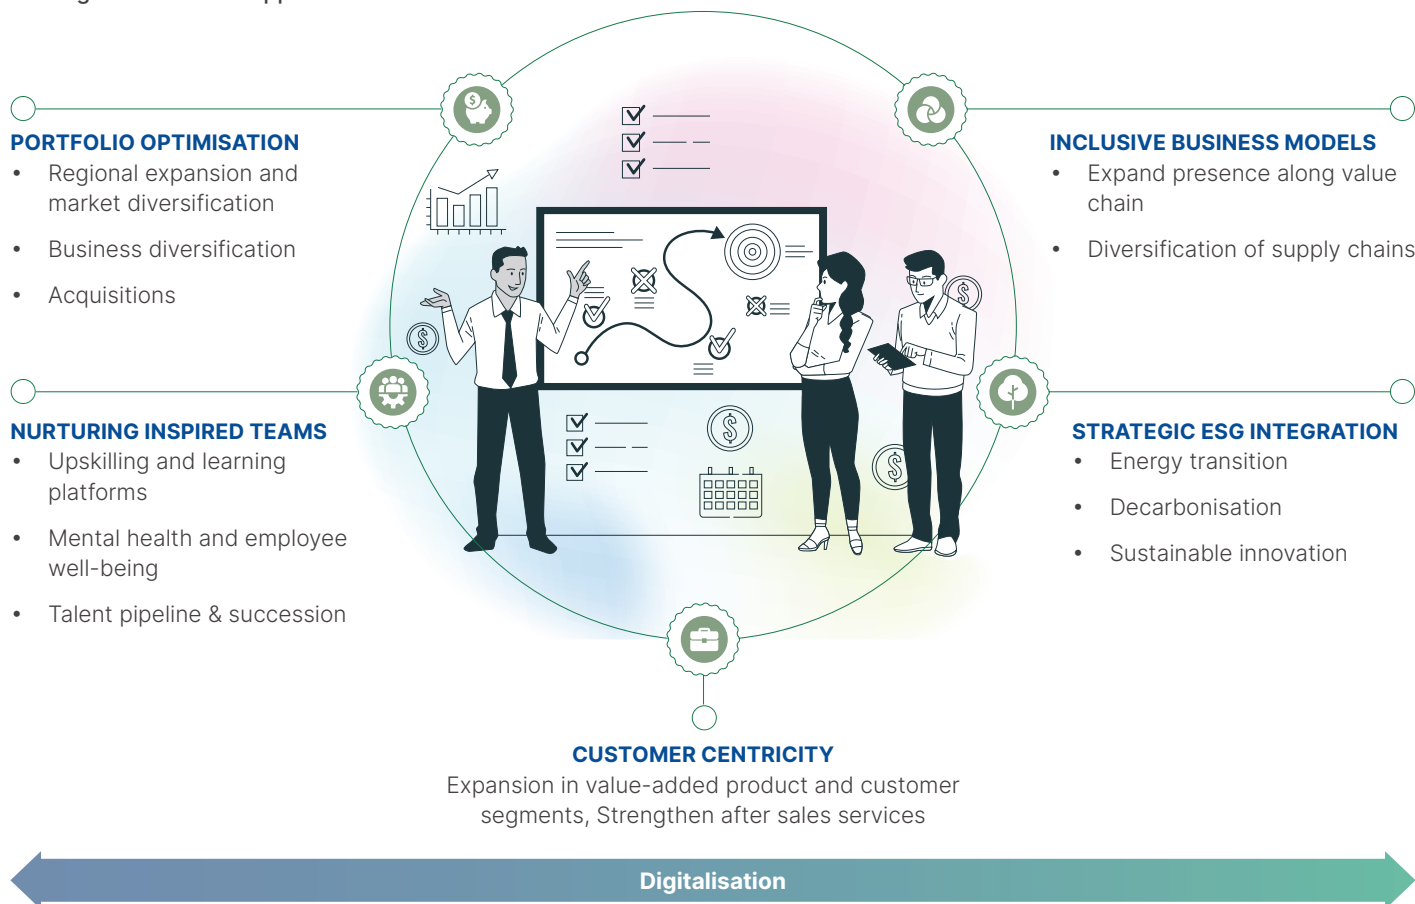 PORTFOLIO OPTIMISATION
• Regional expansion and
market diversification
• Business diversification
• Acquisitions
INCLUSIVE BUSINESS MODELS
• Expand presence along value
chain
• Diversification of supply chains
NURTURING INSPIRED TEAMS
• Upskilling and learning
platforms
• Mental health and employee
well-being
• Talent pipeline & succession
STRATEGIC ESG INTEGRATION
• Energy transition
• Decarbonisation
• Sustainable innovation
CUSTOMER CENTRICITY
Expansion in value-added product and customer
segments, Strengthen after sales services
Digitalisation